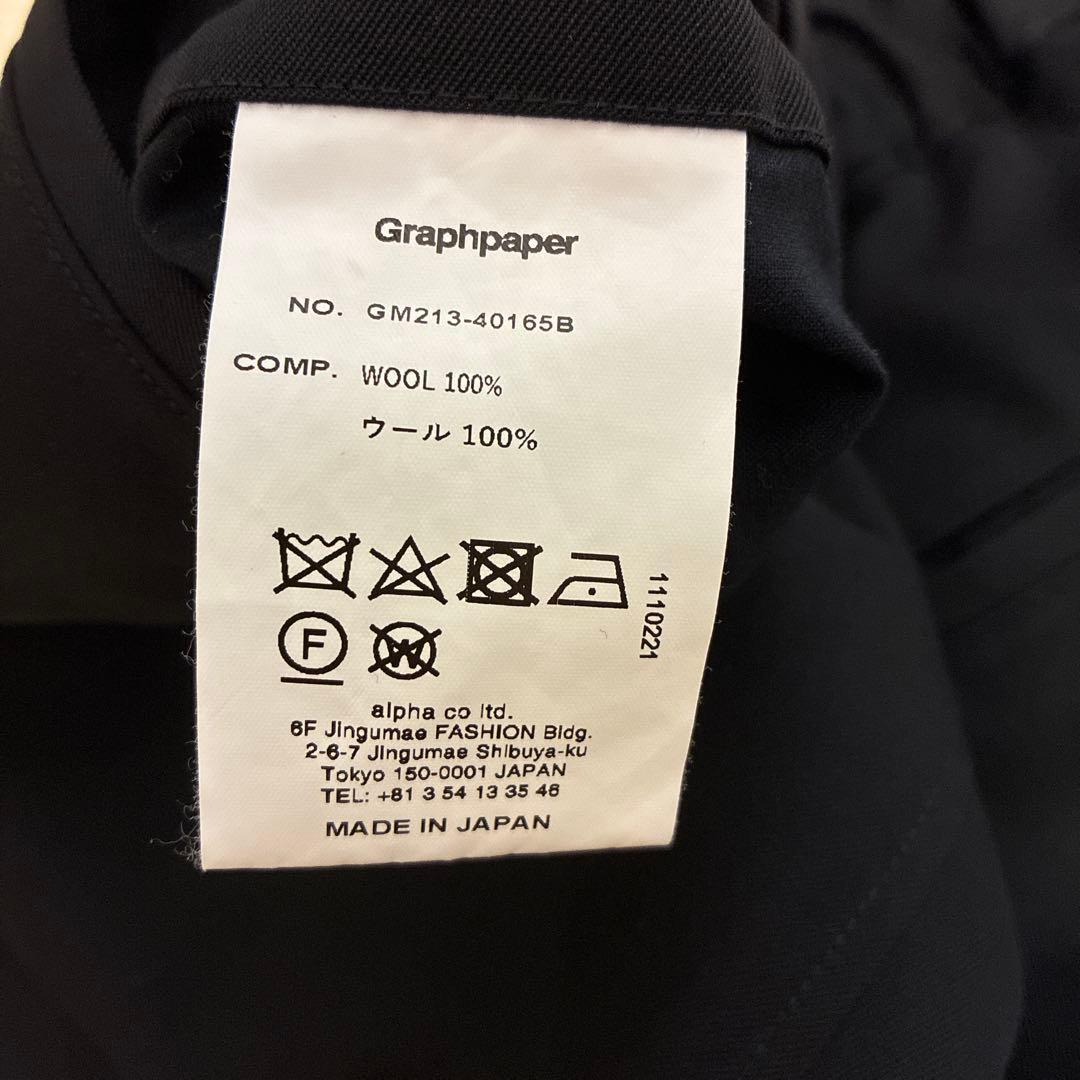 Graphpaper
NO. GM213-40165B
COMP. WOOL 100%
ウール 100%
1110221
F
W
alpha co ltd.
6F Jingumae FASHION Bldg.
2-6-7 Jingumae Shibuya-ku
Tokyo 150-0001 JAPAN
TEL: +81 3 54 13 35 46
MADE IN JAPAN